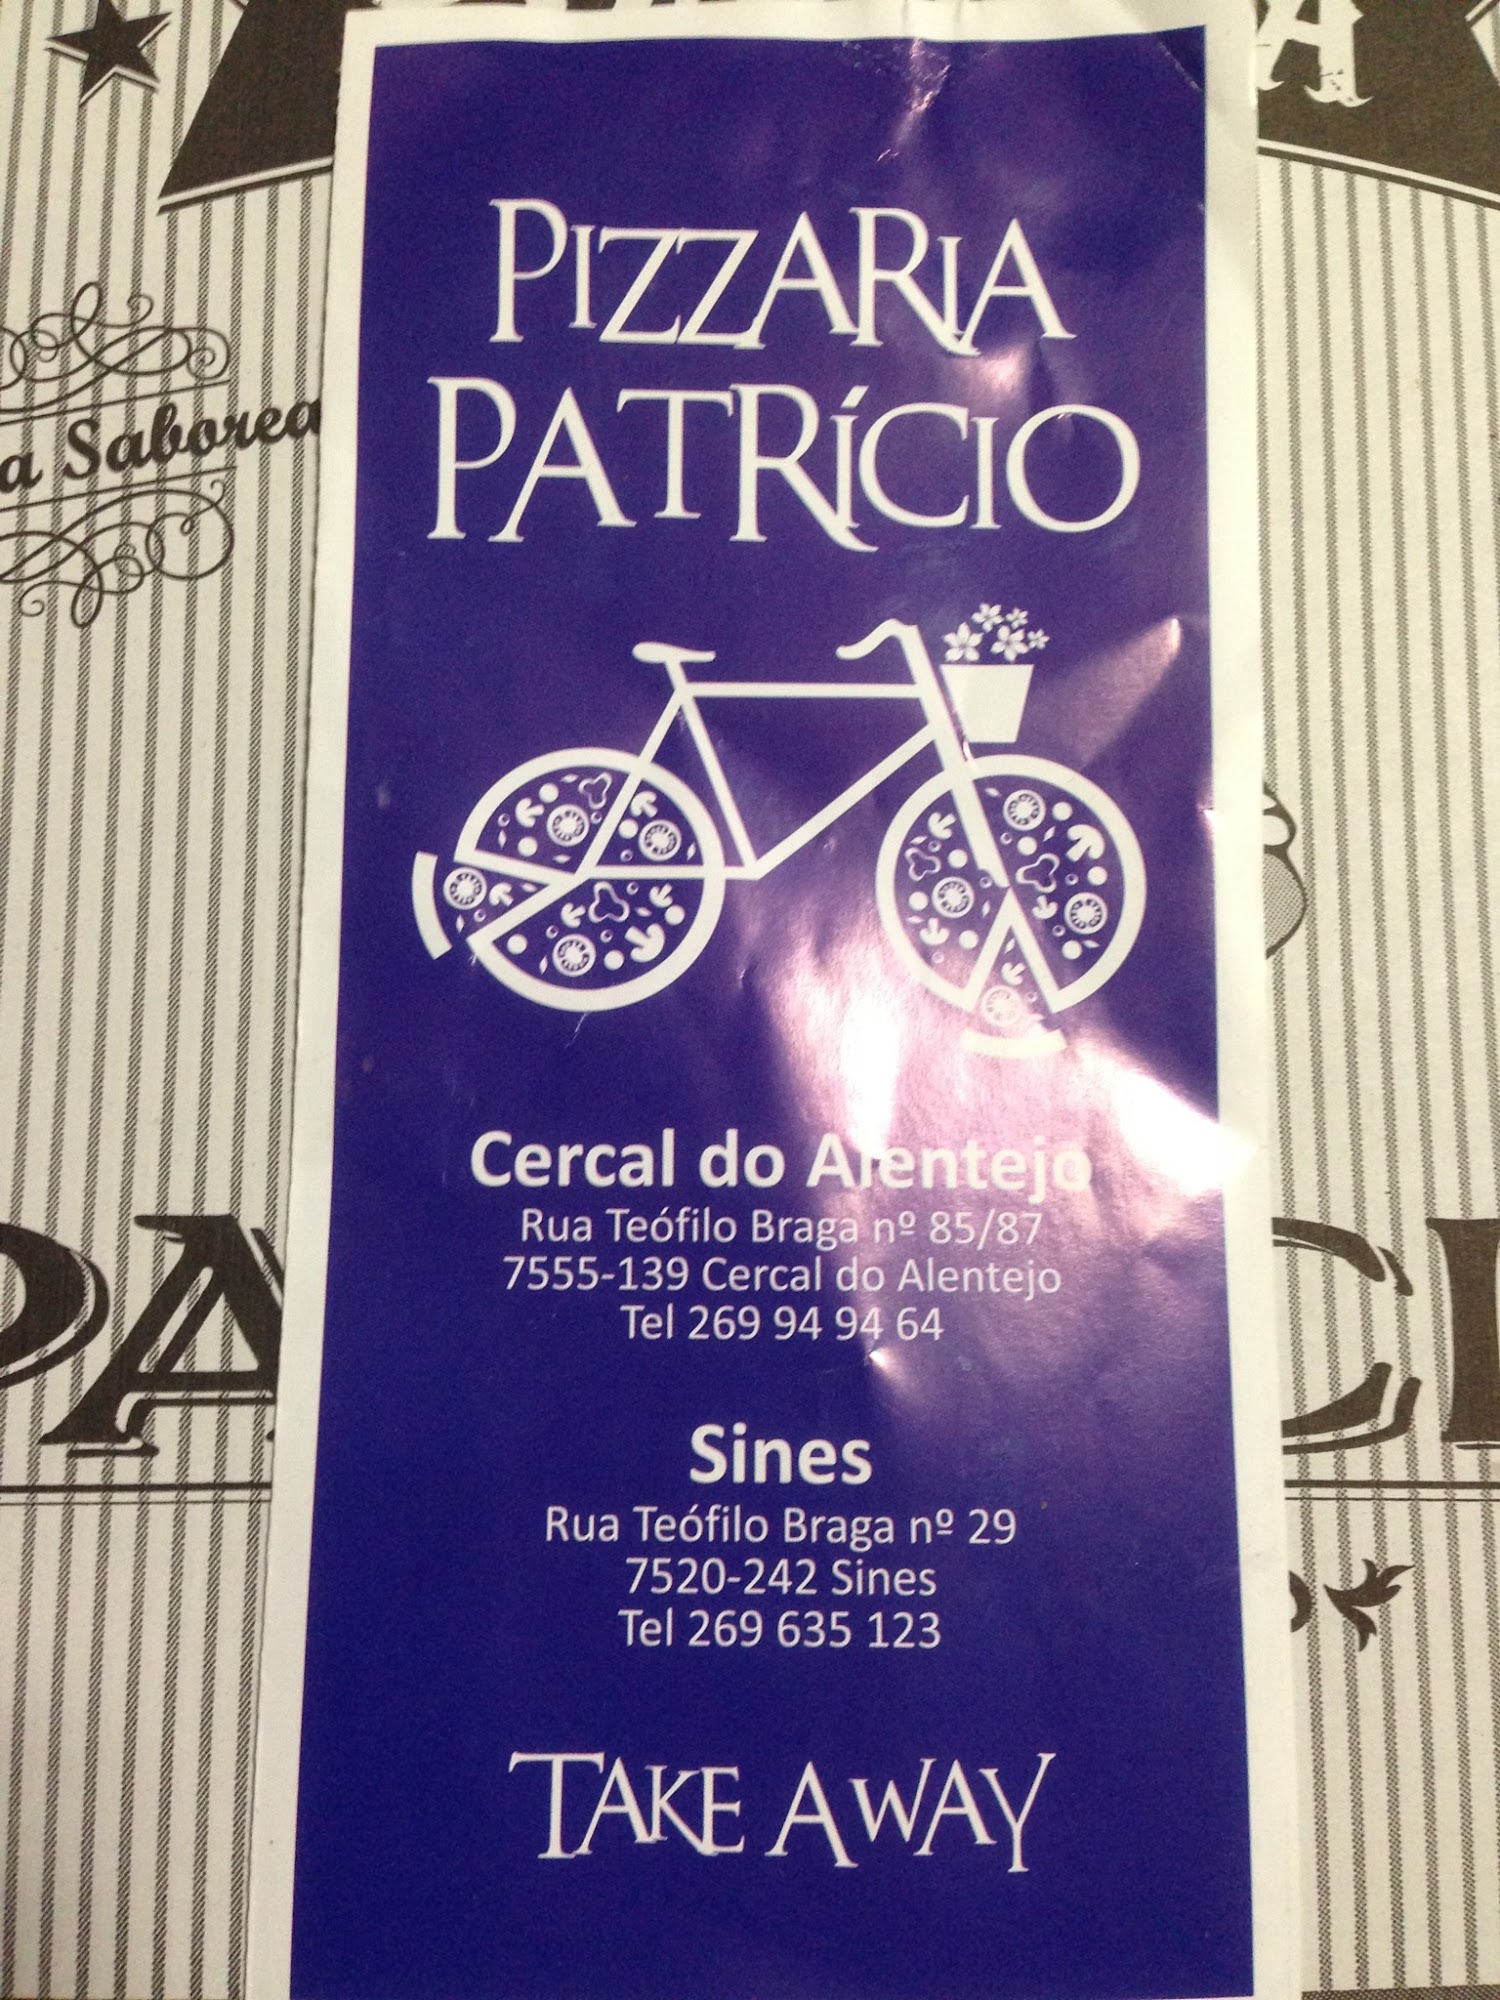 PIZZARIA
PATRÍCIO
Cercal do Alentejo
Rua Teófilo Braga nº 85/87
7555-139 Cercal do Alentejo
Tel 269 94 94 64
Sines
Rua Teófilo Braga nº 29
7520-242 Sines
Tel 269 635 123
TAKE AWAY
a Saborea